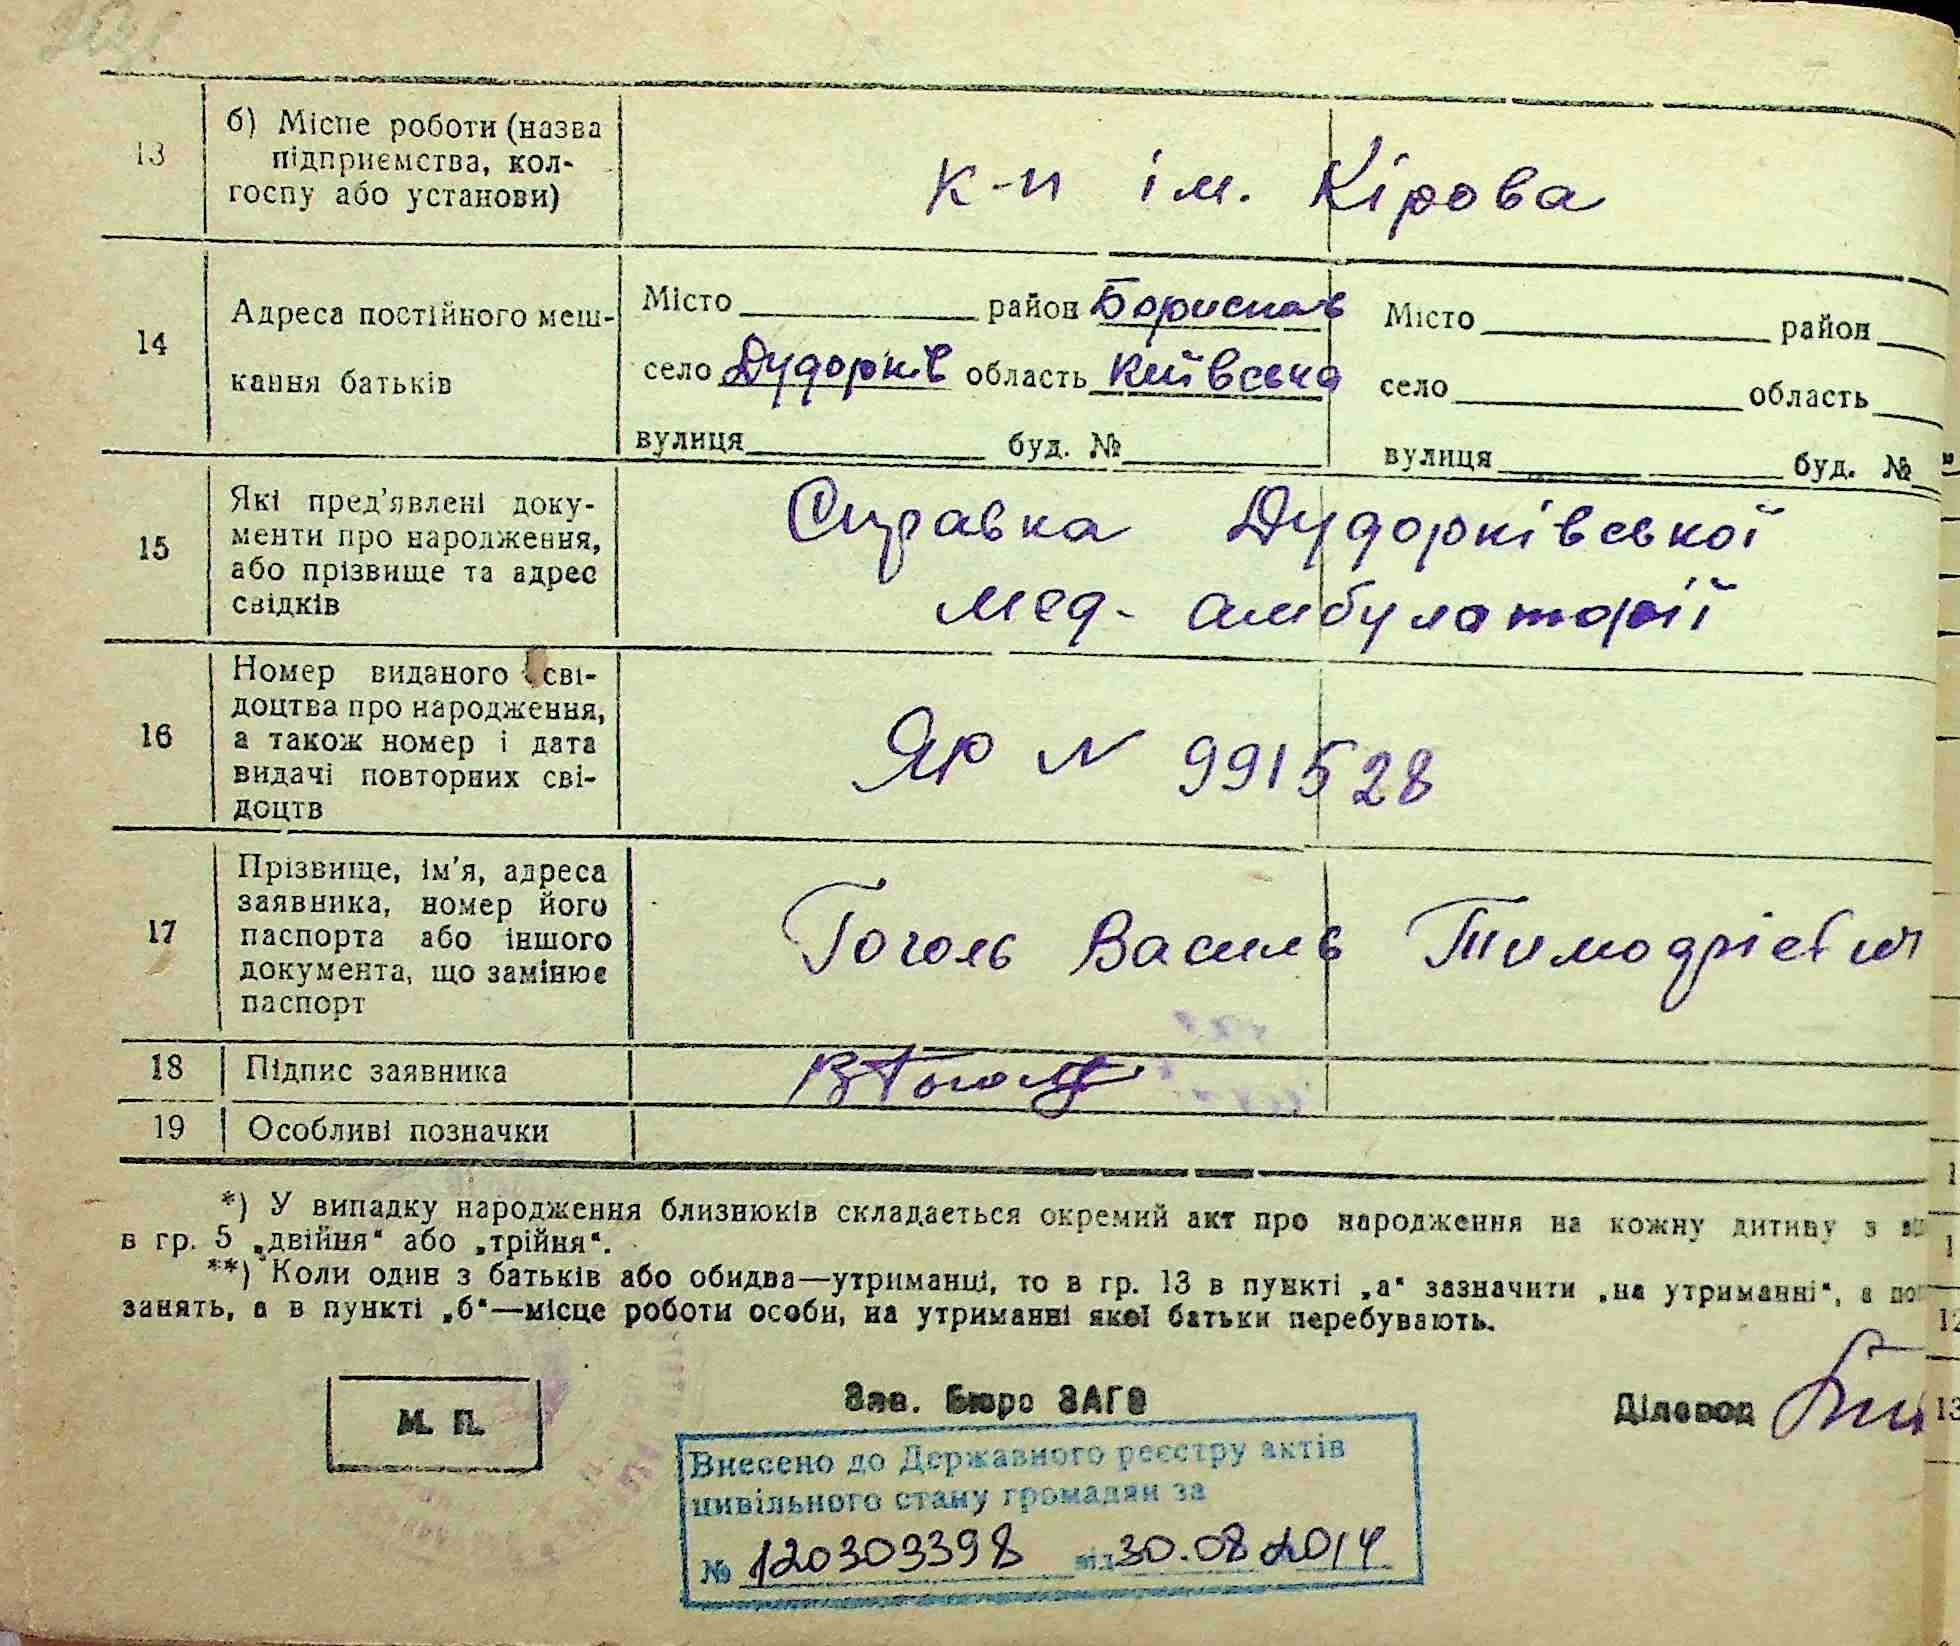 13 б) Місце роботи (назва
підприємства, кол-
госпу або установи)
к-п ім. Кірова
14 Адреса постійного меш-
кання батьків
Місто район Бориспав
село Дудорків область Київська
вулиця буд. №
Місто район
село область
вулиця буд. №
15 Які пред'явлені доку-
менти про народження,
або прізвище та адрес
свідків
Справка Дударківської
мед. амбулаторії
16 Номер виданого сві-
доцтва про народження,
а також номер і дата
видачі повторних сві-
доцтв
Яр N 991528
17 Прізвище, ім'я, адреса
заявника, номер його
паспорта або іншого
документа, що замінює
паспорт
Гоголь Василь
18 Підпис заявника
ВГоголь
19 Особливі позначки
*) У випадку народження близнюків складається окремий акт про народження на кожну дитину з
в гр. 5 „двійня“ або „трійня“.
**) Коли один з батьків або обидва—утриманці, то в гр. 13 в пункті „а“ зазначити „на утриманні“, а
занять, а в пункті „б“—місце роботи особи, на утриманні якої батьки перебувають.
М. П.
Зав. Бюро ЗАГС
Діловод
Внесено до Державного реєстру актів
цивільного стану громадян за
№ 120303398 від 30.08 2014